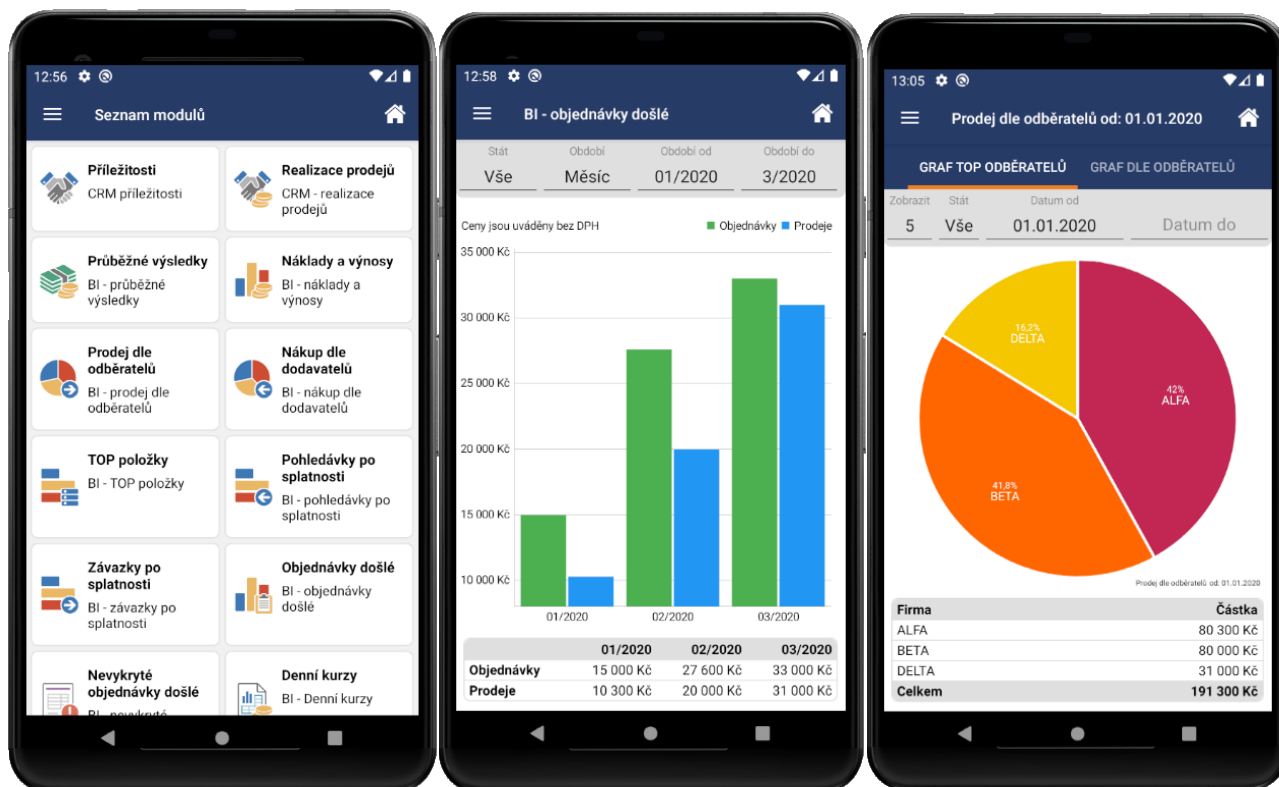 12:56
Seznam modulů
Příležitosti
CRM příležitosti
Realizace prodejů
CRM - realizace
prodejů
Průběžné výsledky
BI - průběžné
výsledky
Náklady a výnosy
BI - náklady a
výnosy
Prodej dle
odběratelů
BI - prodej dle
odběratelů
Nákup dle
dodavatelů
BI - nákup dle
dodavatelů
TOP položky
BI - TOP položky
Pohledávky po
splatnosti
BI - pohledávky po
splatnosti
Závazky po
splatnosti
BI - závazky po
splatnosti
Objednávky došlé
BI - objednávky
došlé
Nevykryté
objednávky došlé
BI - nevykryté
Denní kurzy
BI - Denní kurzy
12:58
BI - objednávky došlé
Stát Období Období od Období do
Vše Měsíc 01/2020 3/2020
Ceny jsou uváděny bez DPH Objednávky Prodeje
35 000 Kč
30 000 Kč
25 000 Kč
20 000 Kč
15 000 Kč
10 000 Kč
01/2020 02/2020 03/2020
01/2020 02/2020 03/2020
Objednávky 15 000 Kč 27 600 Kč 33 000 Kč
Prodeje 10 300 Kč 20 000 Kč 31 000 Kč
13:05
Prodej dle odběratelů od: 01.01.2020
GRAF TOP ODBĚRATELŮ GRAF DLE ODBĚRATELŮ
Zobrazit Stát Datum od
5 Vše 01.01.2020 Datum do
16,2%
DELTA
42%
ALFA
41,8%
BETA
Prodej dle odběratelů od: 01.01.2020
Firma Částka
ALFA 80 300 Kč
BETA 80 000 Kč
DELTA 31 000 Kč
Celkem 191 300 Kč